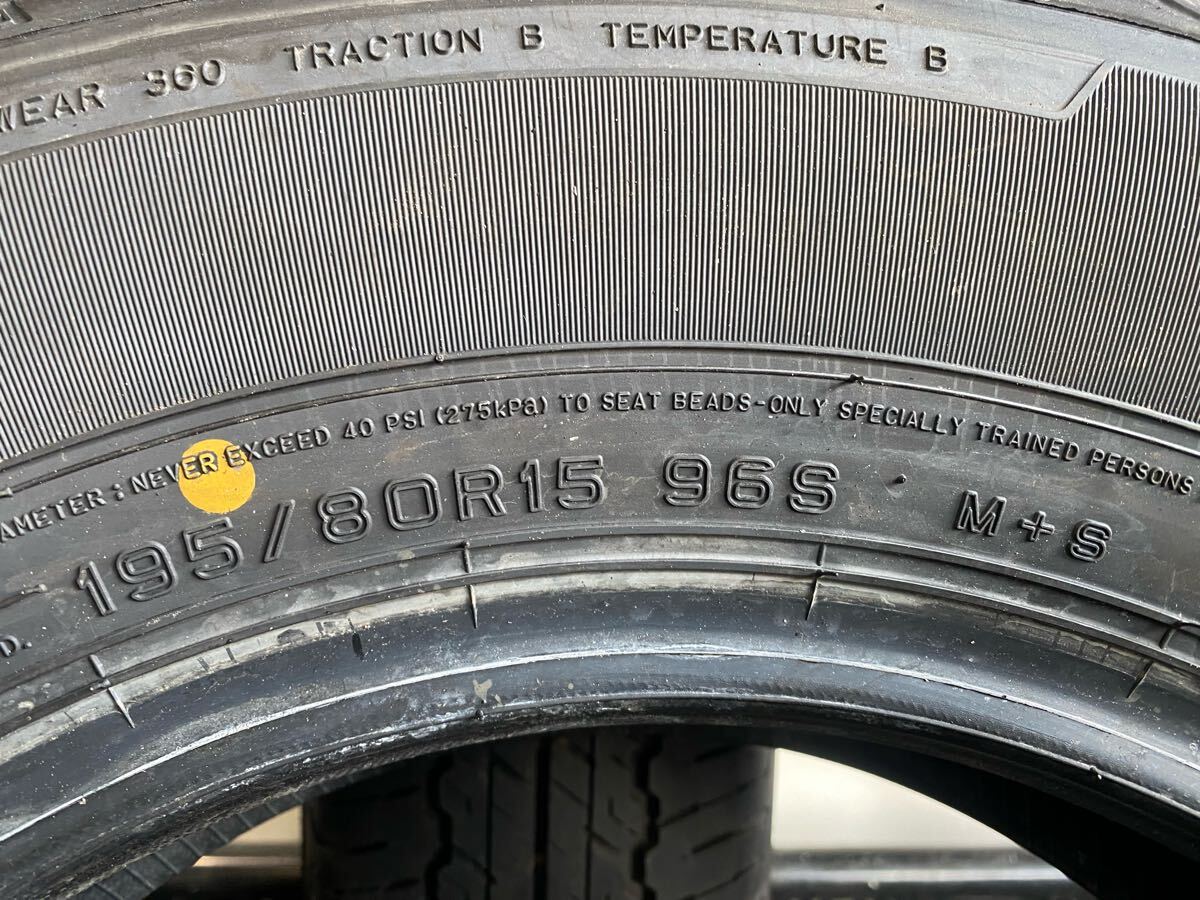 WEAR 360 TRACTION B TEMPERATURE B
AMETER : NEVER EXCEED 40 PSI (275kPa) TO SEAT BEADS-ONLY SPECIALLY TRAINED PERSONS
D. 195/80R15 96S M+S